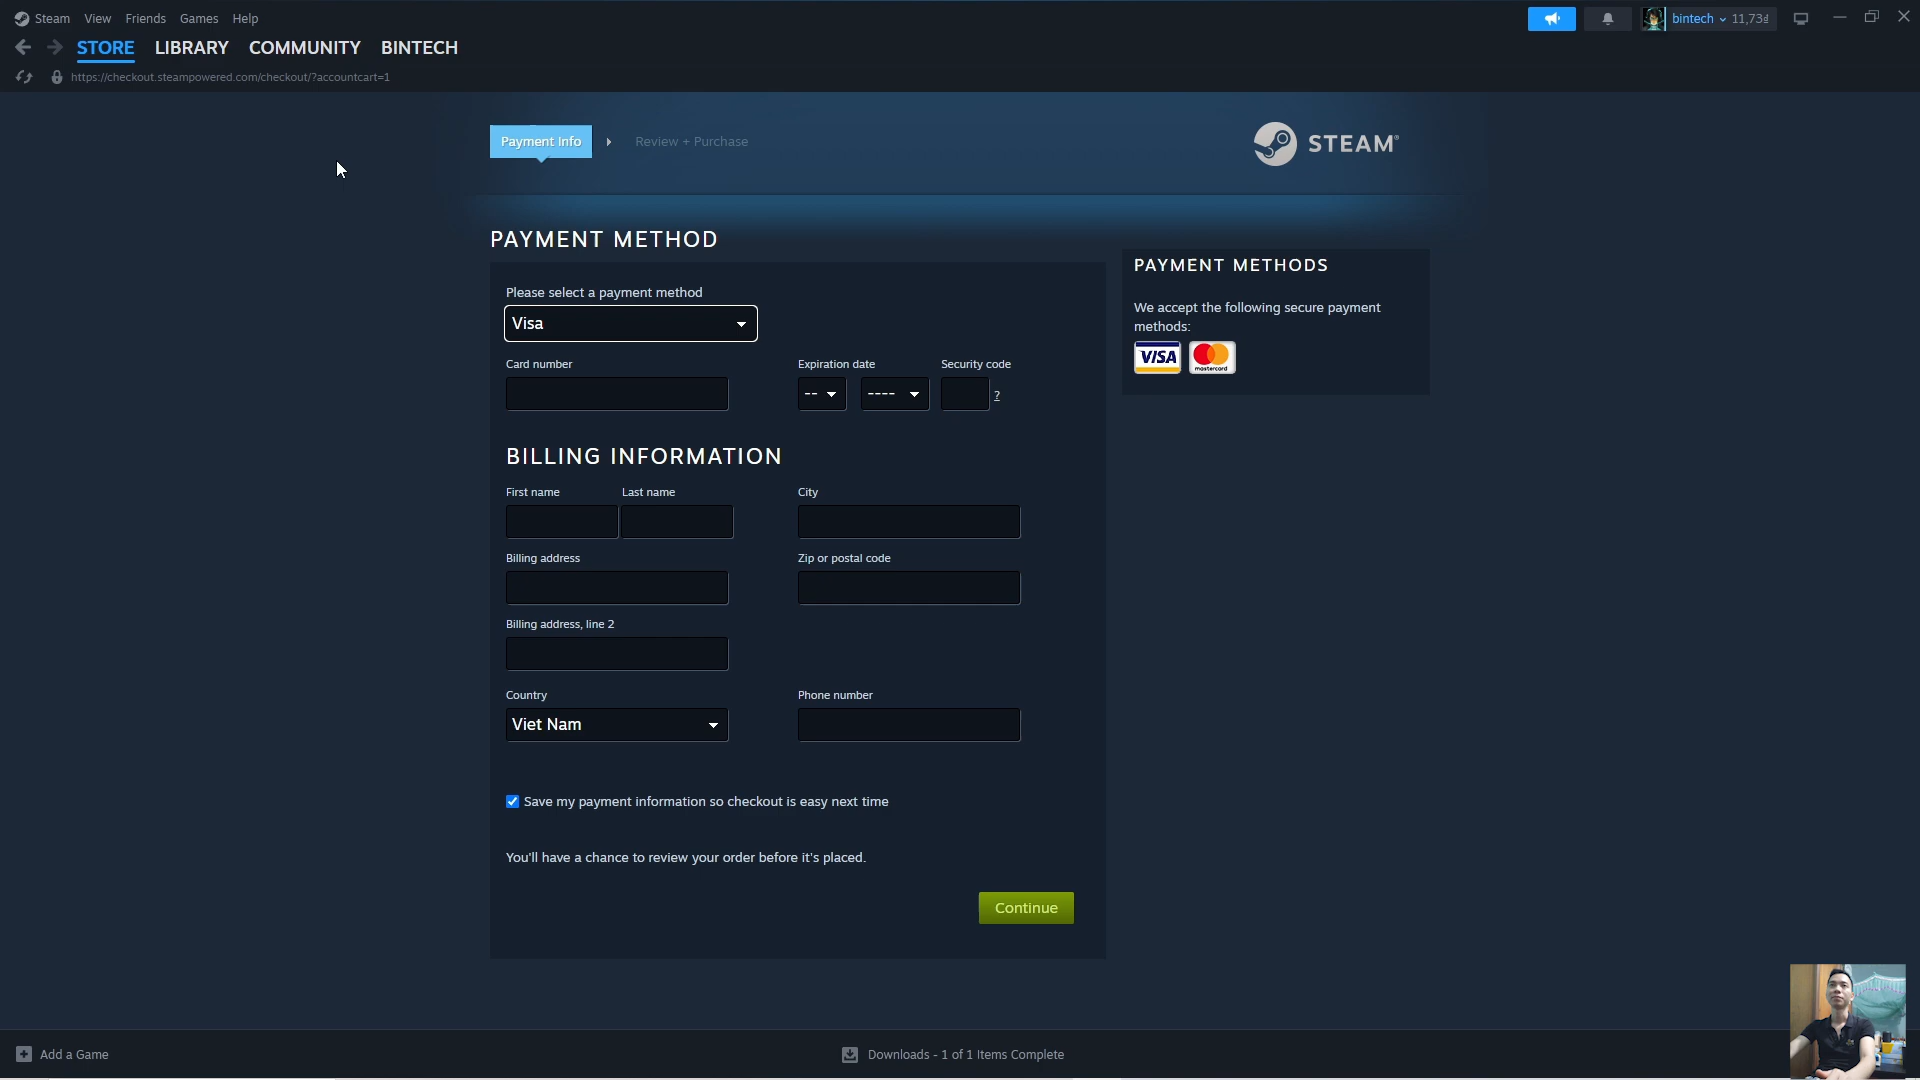 Steam View Friends Games Help
bintech 11,73₫
STORE LIBRARY COMMUNITY BINTECH
https://checkout.steampowered.com/checkout/?accountcart=1
Payment Info Review + Purchase
STEAM®
PAYMENT METHOD
Please select a payment method
Visa
Card number Expiration date Security code
-- ---- ?
BILLING INFORMATION
First name Last name City
Billing address Zip or postal code
Billing address, line 2
Country Phone number
Viet Nam
Save my payment information so checkout is easy next time
You'll have a chance to review your order before it's placed.
Continue
PAYMENT METHODS
We accept the following secure payment
methods:
VISA mastercard
Add a Game
Downloads - 1 of 1 Items Complete